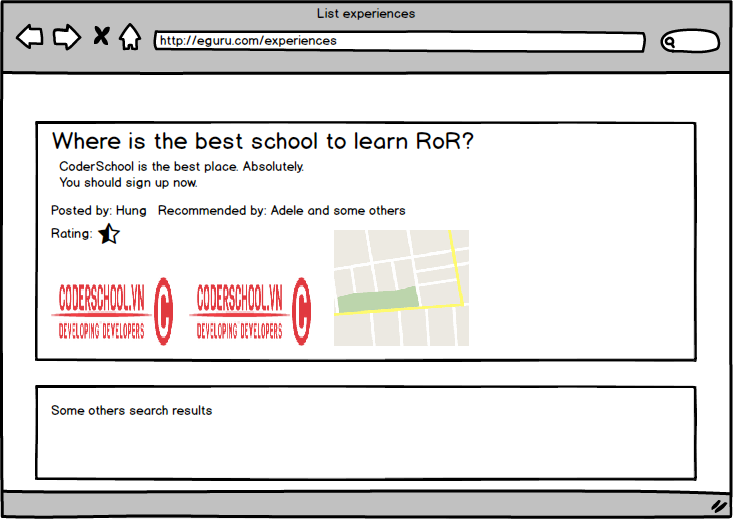 List experiences
http://eguru.com/experiences
Where is the best school to learn RoR?
CoderSchool is the best place. Absolutely.
You should sign up now.
Posted by: Hung Recommended by: Adele and some others
Rating:
CODERSCHOOL.VN C CODERSCHOOL.VN C
DEVELOPING DEVELOPERS DEVELOPING DEVELOPERS
Some others search results